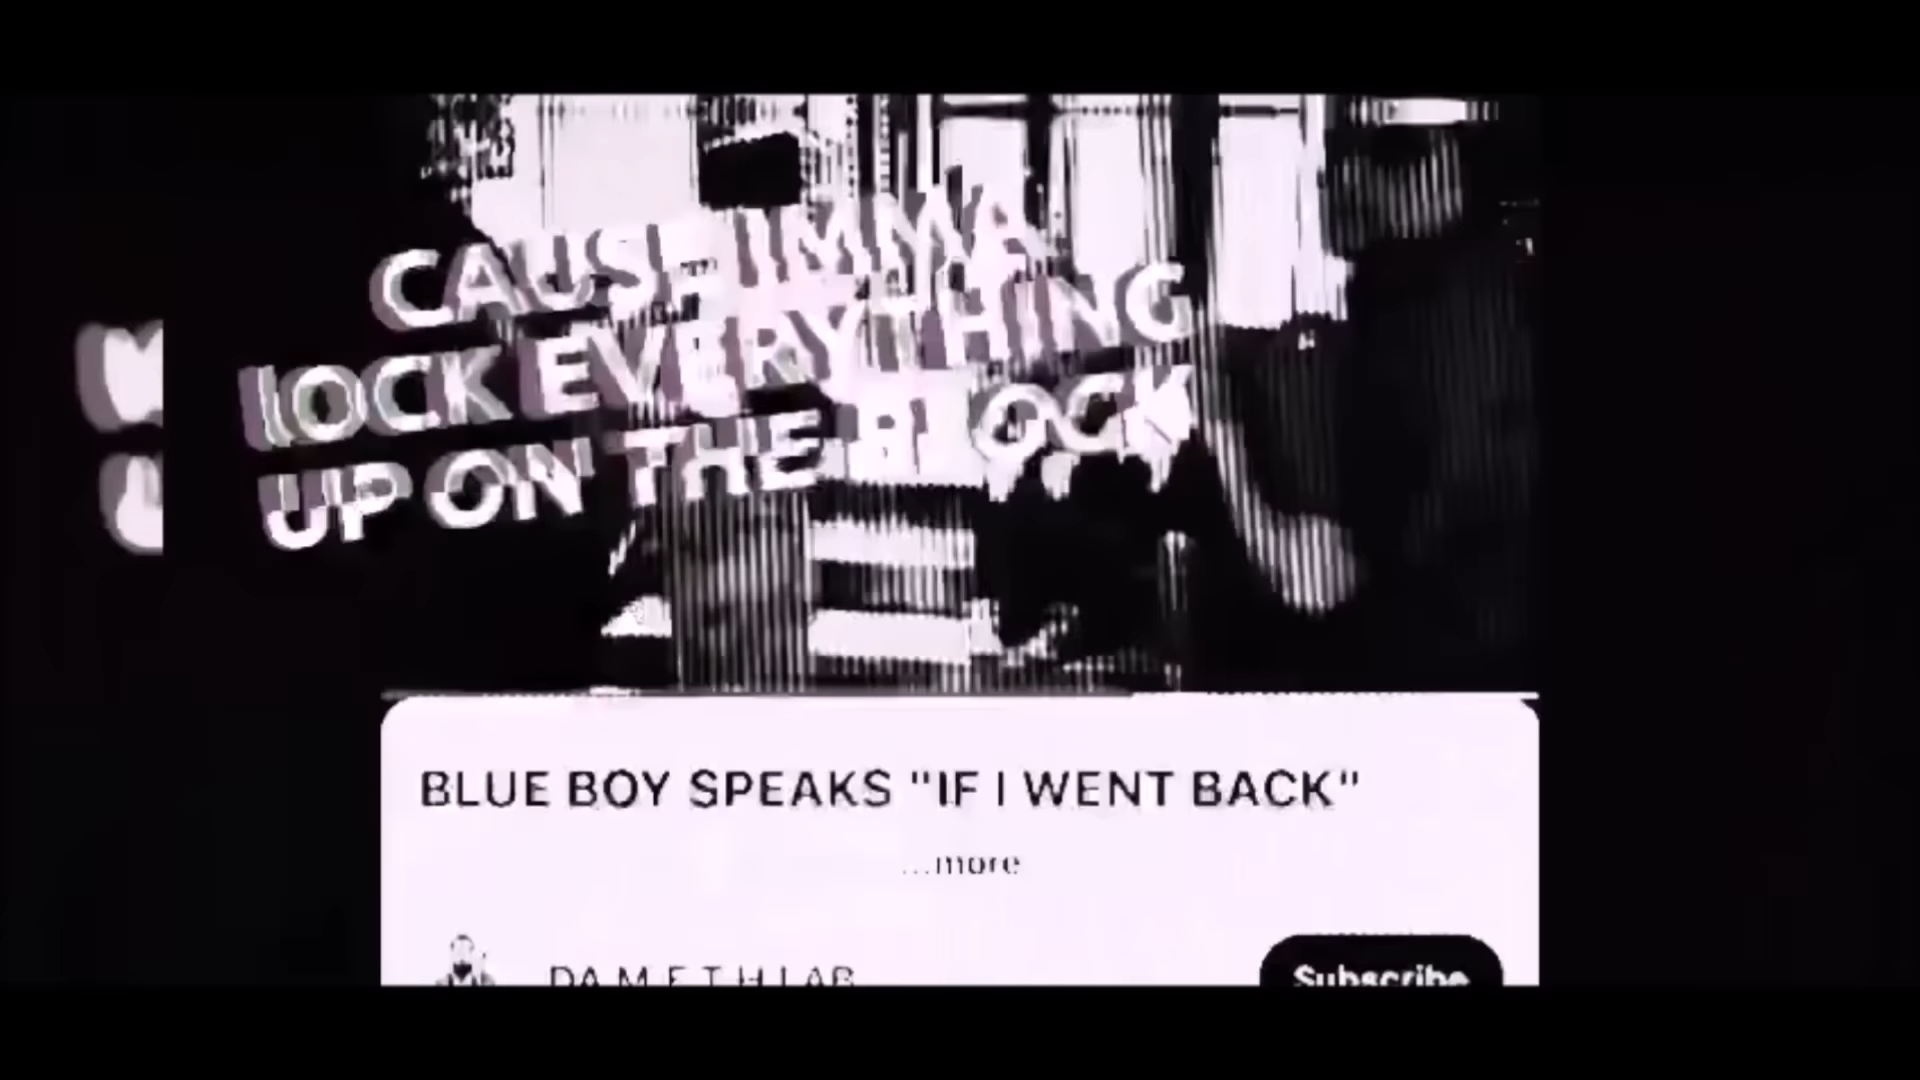 CAUSE IMMA
lOCK EVERYTHING
UP ON THE BLOCK
BLUE BOY SPEAKS "IF I WENT BACK"
...more
Subscribe